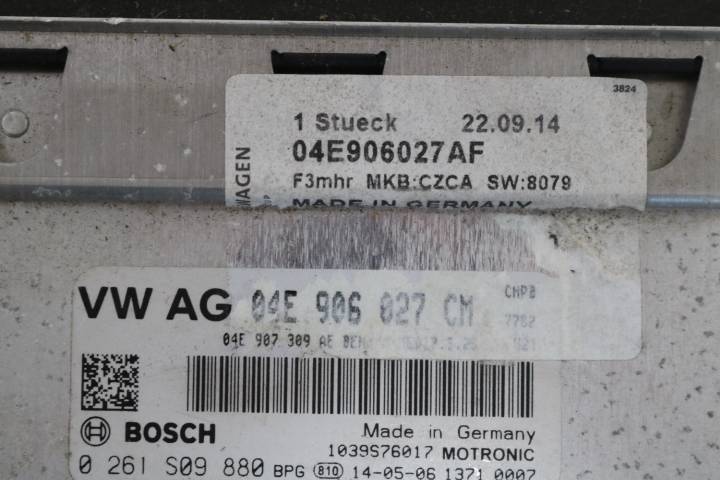 3824
1 Stueck 22.09.14
04E906027AF
F3mhr MKB:CZCA SW:8079
MADE IN GERMANY
VW AG 04E 906 027 CM
04E 907 309 AE
BOSCH Made in Germany
1039S76017 MOTRONIC
0 261 S09 880 BPG 810 14-05-06 1371 0007